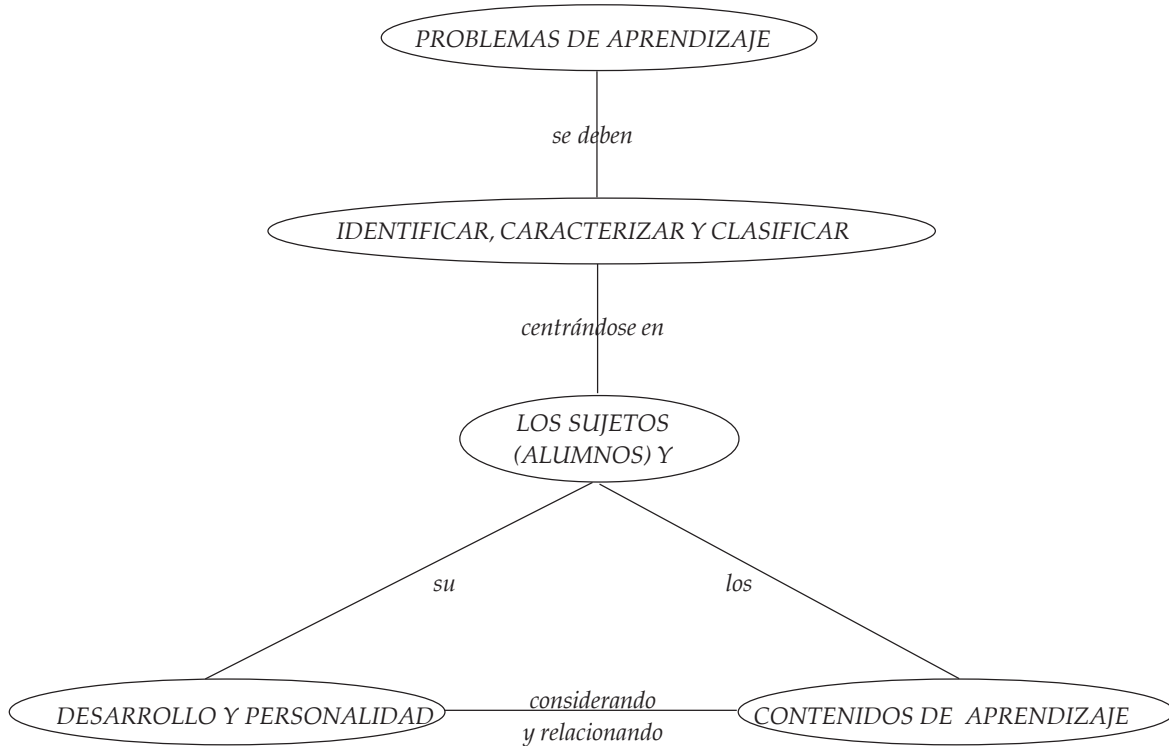 PROBLEMAS DE APRENDIZAJE
se deben
IDENTIFICAR, CARACTERIZAR Y CLASIFICAR
centrándose en
LOS SUJETOS
(ALUMNOS) Y
su
los
DESARROLLO Y PERSONALIDAD
considerando
y relacionando
CONTENIDOS DE APRENDIZAJE